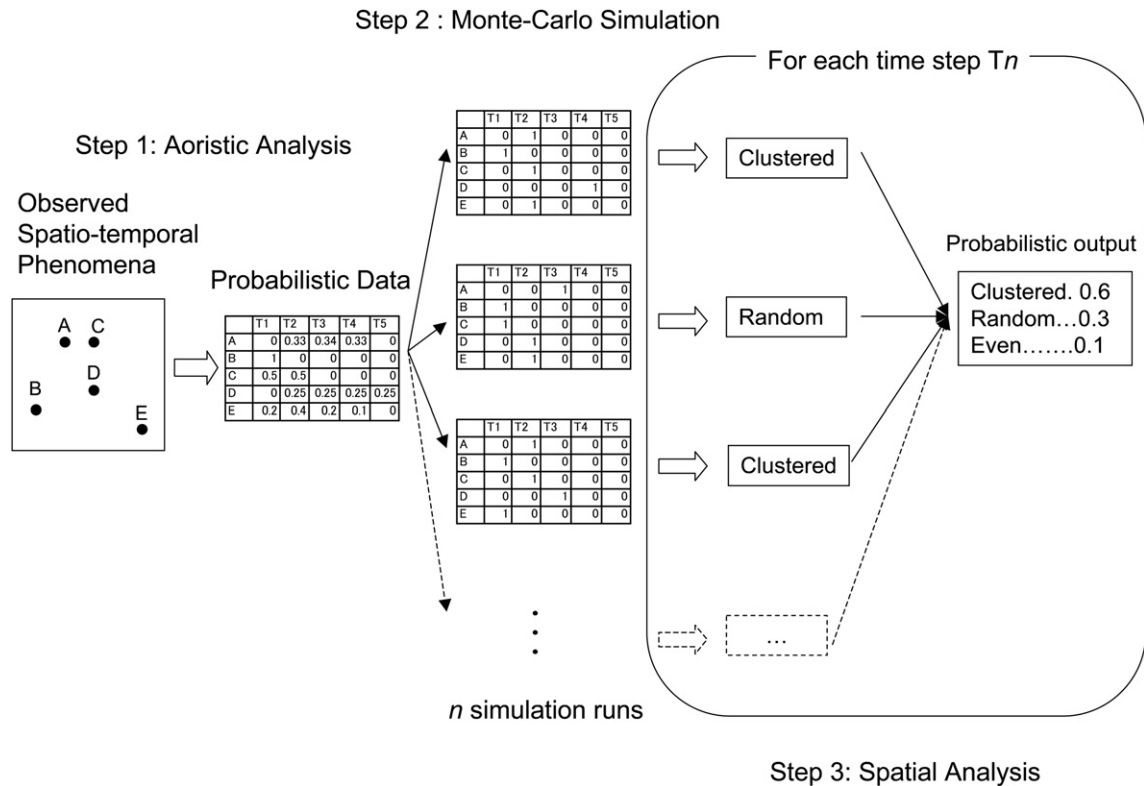 Step 2 : Monte-Carlo Simulation
For each time step Tn
Step 1: Aoristic Analysis
Observed
Spatio-temporal
Phenomena
A C
D
B
E
Probabilistic Data
T1 T2 T3 T4 T5
A 0 0.33 0.34 0.33 0
B 1 0 0 0 0
C 0.5 0.5 0 0 0
D 0 0.25 0.25 0.25 0.25
E 0.2 0.4 0.2 0.1 0
T1 T2 T3 T4 T5
A 0 1 0 0 0
B 1 0 0 0 0
C 0 1 0 0 0
D 0 0 0 1 0
E 0 1 0 0 0
T1 T2 T3 T4 T5
A 0 0 1 0 0
B 1 0 0 0 0
C 1 0 0 0 0
D 0 1 0 0 0
E 0 1 0 0 0
T1 T2 T3 T4 T5
A 0 1 0 0 0
B 1 0 0 0 0
C 0 1 0 0 0
D 0 0 1 0 0
E 1 0 0 0 0
n simulation runs
Clustered
Random
Clustered
...
Probabilistic output
Clustered. 0.6
Random...0.3
Even.......0.1
Step 3: Spatial Analysis